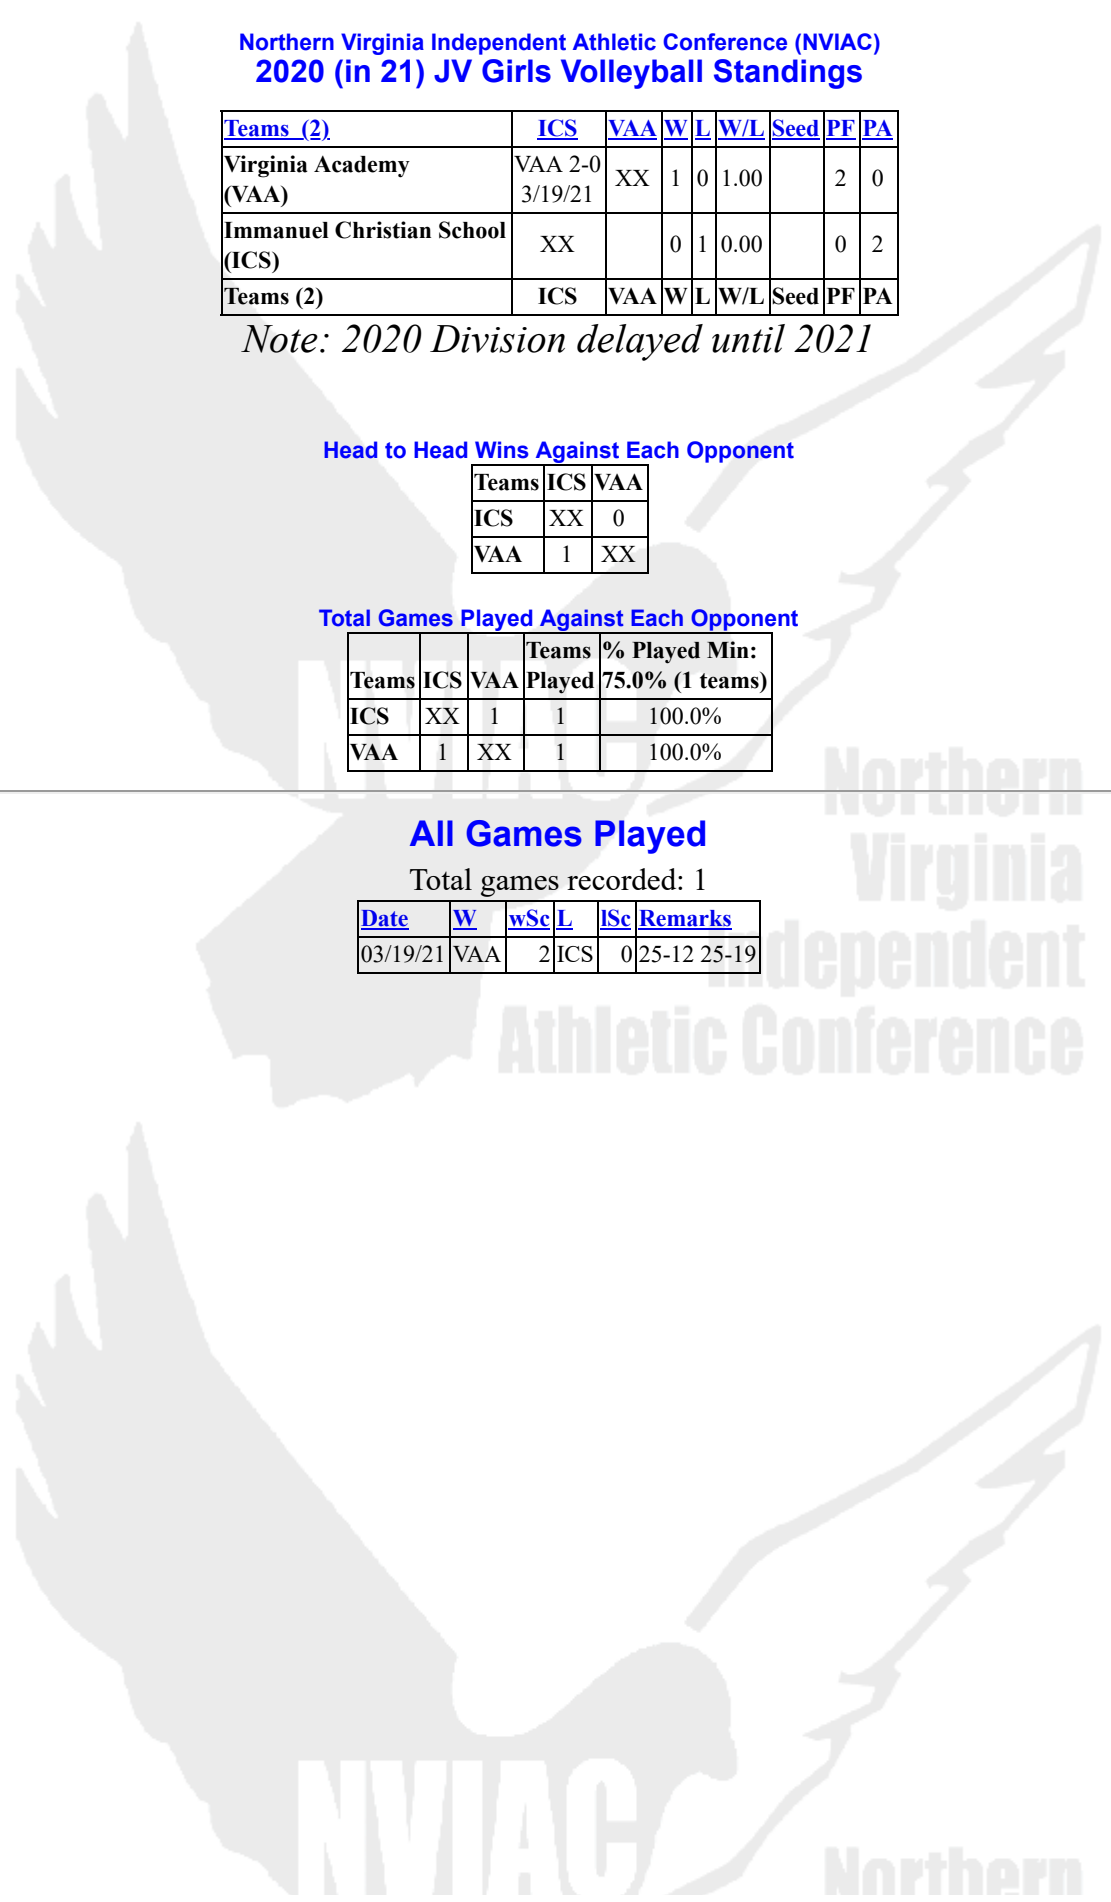 Northern Virginia Independent Athletic Conference (NVIAC)
2020 (in 21) JV Girls Volleyball Standings
Teams (2) ICS VAA W L W/L Seed PF PA
Virginia Academy (VAA) VAA 2-0 3/19/21 XX 1 0 1.00 2 0
Immanuel Christian School (ICS) XX 0 1 0.00 0 2
Teams (2) ICS VAA W L W/L Seed PF PA
Note: 2020 Division delayed until 2021
Head to Head Wins Against Each Opponent
Teams ICS VAA
ICS XX 0
VAA 1 XX
Total Games Played Against Each Opponent
Teams ICS VAA Teams Played % Played Min: 75.0% (1 teams)
ICS XX 1 1 100.0%
VAA 1 XX 1 100.0%
All Games Played
Total games recorded: 1
Date W wSc L lSc Remarks
03/19/21 VAA 2 ICS 0 25-12 25-19
NVIAC
Northern
Virginia
Independent
Athletic Conference
NVIAC
Northern